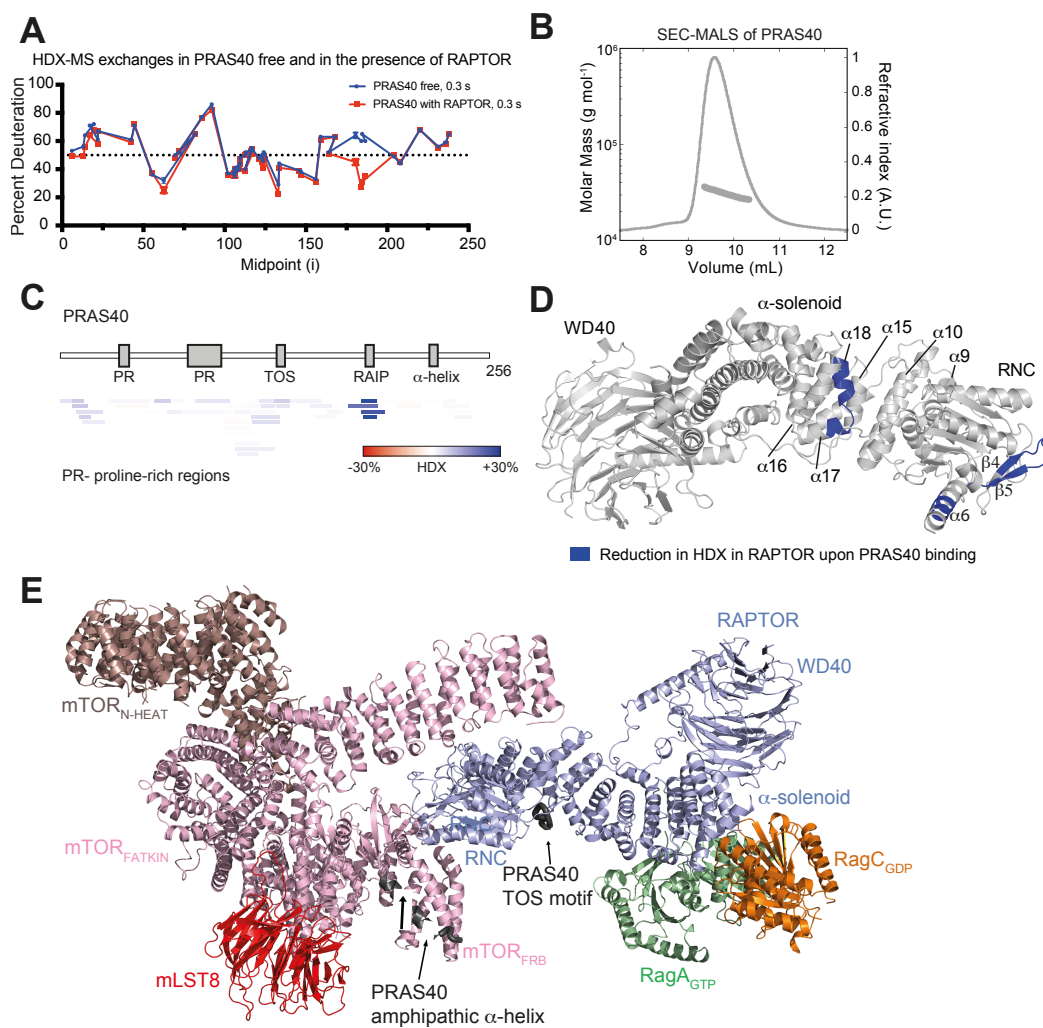 A
HDX-MS exchanges in PRAS40 free and in the presence of RAPTOR
PRAS40 free, 0.3 s
PRAS40 with RAPTOR, 0.3 s
Percent Deuteration
100
80
60
40
20
0
0
50
100
150
200
250
Midpoint (i)
B
SEC-MALS of PRAS40
Molar Mass (g mol-1)
10^6
10^5
10^4
Refractive index (A.U.)
1
0.8
0.6
0.4
0.2
0
8
9
10
11
12
Volume (mL)
C
PRAS40
256
PR
PR
TOS
RAIP
α-helix
-30%
HDX
+30%
PR- proline-rich regions
D
α-solenoid
WD40
α18
α15
α10
α9
RNC
α16
α17
β4
β5
α6
Reduction in HDX in RAPTOR upon PRAS40 binding
E
mTOR N-HEAT
RAPTOR
WD40
α-solenoid
mTOR FATKIN
RNC
RNC
PRAS40
TOS motif
RagC GDP
mTOR FRB
mLST8
RagA GTP
PRAS40
amphipathic α-helix